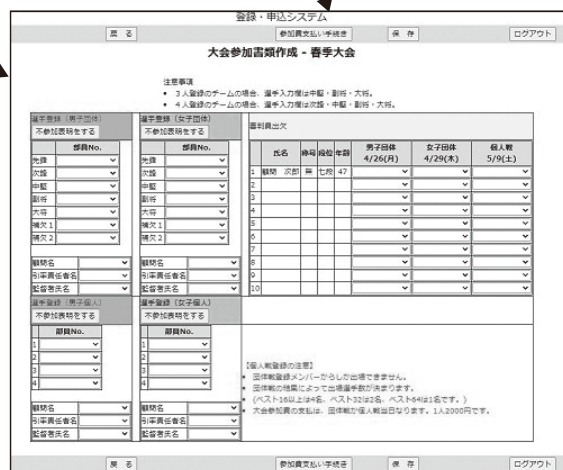 登録・申込システム
戻 る 参加費支払い手続き 保 存 ログアウト
大会参加書類作成 - 春季大会
注意事項
• 3人登録のチームの場合、選手入力欄は中堅・副将・大将。
• 4人登録のチームの場合、選手入力欄は次鋒・中堅・副将・大将。
選手登録（男子団体）
不参加表明をする
部員No.
先鋒
次鋒
中堅
副将
大将
補欠1
補欠2
顧問名
引率責任者名
監督者氏名
選手登録（女子団体）
不参加表明をする
部員No.
先鋒
次鋒
中堅
副将
大将
補欠1
補欠2
顧問名
引率責任者名
監督者氏名
審判員出欠
氏名 称号 段位 年齢 男子団体 4/26(月) 女子団体 4/29(木) 個人戦 5/9(土)
1 顧問 次郎 無 七段 47
2
3
4
5
6
7
8
9
10
選手登録（男子個人）
不参加表明をする
部員No.
1
2
3
4
顧問名
引率責任者名
監督者氏名
選手登録（女子個人）
不参加表明をする
部員No.
1
2
3
4
顧問名
引率責任者名
監督者氏名
【個人戦登録の注意】
• 団体戦登録メンバーからしか出場できません。
• 団体戦の結果によって出場選手数が決まります。
• (ベスト16以上は4名、ベスト32は2名、ベスト64は1名です。)
• 大会参加費の支払は、団体戦か個人戦当日なります。1人2000円です。
戻 る 参加費支払い手続き 保 存 ログアウト